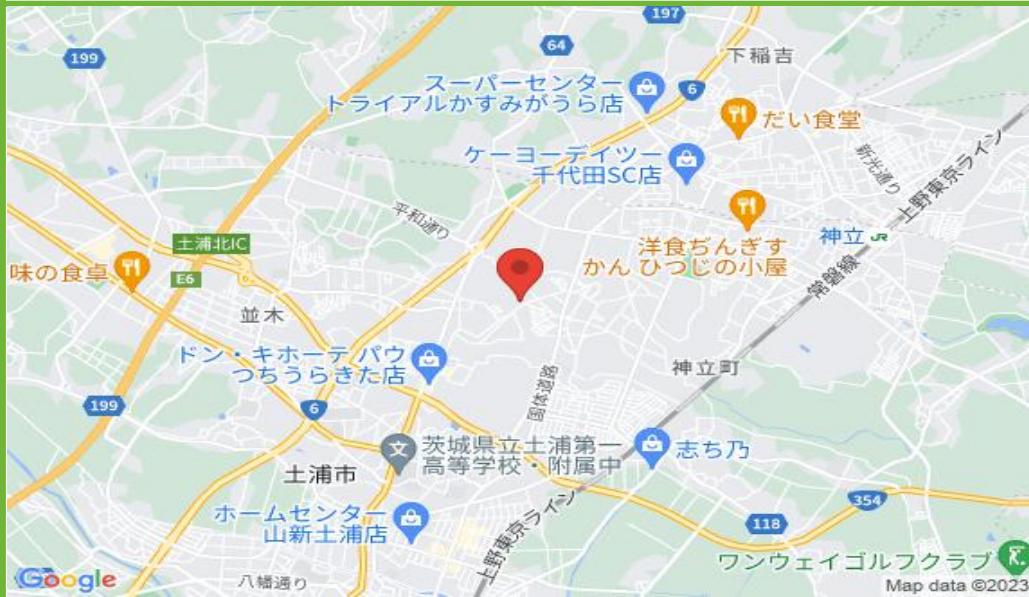 197
199
64
下稲吉
スーパーセンター
トライアルかすみがうら店
6
だい食堂
ケーヨーデイツー
千代田SC店
新光通り
上野東京ライン
平和通り
土浦北IC
洋食ぢんぎす
かん ひつじの小屋
神立
JR
味の食卓
E6
常磐線
並木
ドン・キホーテ パウ
つちうらきた店
神立町
国体道路
199
6
茨城県立土浦第一
高等学校・附属中
志ち乃
土浦市
354
ホームセンター
山新土浦店
118
上野東京ライン
ワンウェイゴルフクラブ
Google
八幡通り
Map data ©2023